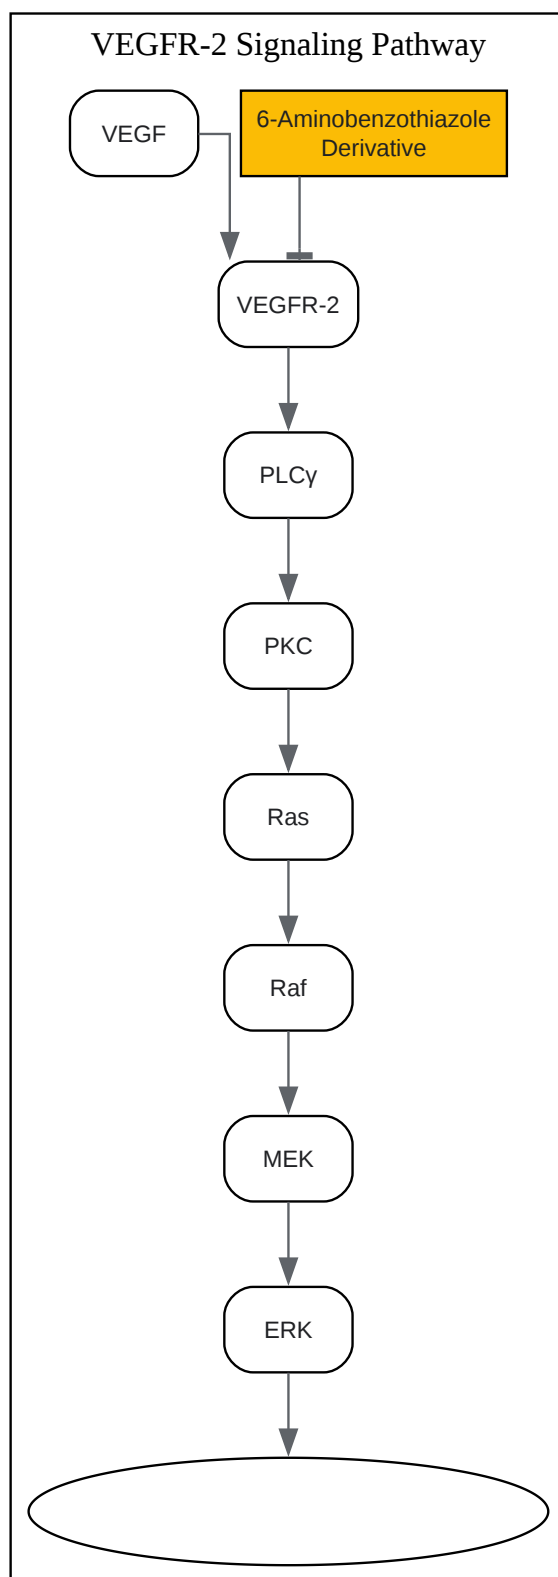 VEGFR-2 Signaling Pathway
VEGF
6-Aminobenzothiazole
Derivative
VEGFR-2
PLCγ
PKC
Ras
Raf
MEK
ERK